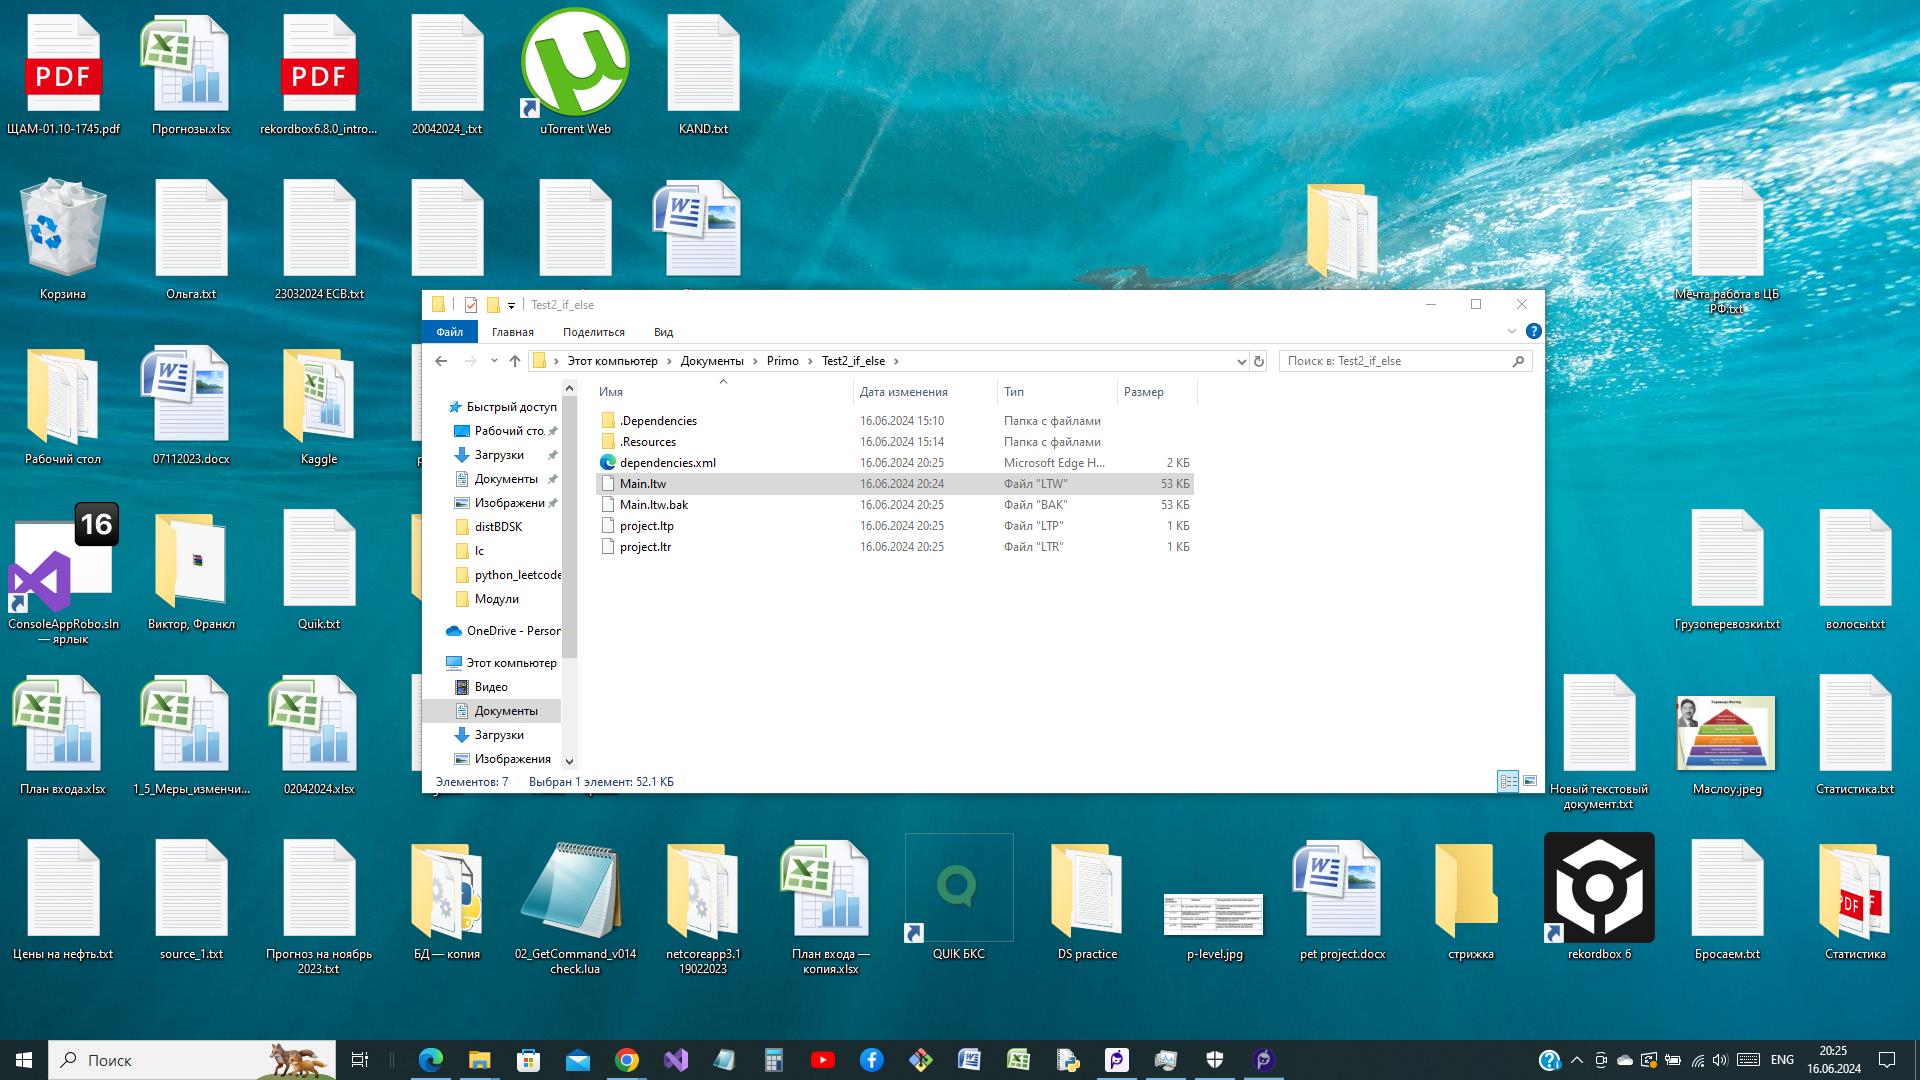 PDF
PDF
ЩАМ-01.10-1745.pdf
Прогнозы.xlsx
rekordbox6.8.0_intro...
20042024_.txt
uTorrent Web
KAND.txt
Корзина
Ольга.txt
23032024 ЕСВ.txt
Мечта работа в ЦБ
РФ.txt
Test2_if_else
Файл
Главная
Поделиться
Вид
Этот компьютер
Документы
Primo
Test2_if_else
Поиск в: Test2_if_else
Имя
Дата изменения
Тип
Размер
.Dependencies 16.06.2024 15:10 Папка с файлами
.Resources 16.06.2024 15:14 Папка с файлами
dependencies.xml 16.06.2024 20:25 Microsoft Edge H... 2 КБ
Main.ltw 16.06.2024 20:24 Файл "LTW" 53 КБ
Main.ltw.bak 16.06.2024 20:25 Файл "BAK" 53 КБ
project.ltp 16.06.2024 20:25 Файл "LTP" 1 КБ
project.ltr 16.06.2024 20:25 Файл "LTR" 1 КБ
Быстрый доступ
Рабочий сто
Загрузки
Документы
Изображени
distBDSK
lc
python_leetcode
Модули
OneDrive - Person
Этот компьютер
Видео
Документы
Загрузки
Изображения
Элементов: 7
Выбран 1 элемент: 52.1 КБ
Рабочий стол
07112023.docx
Kaggle
16
ConsoleAppRobo.sln
— ярлык
Виктор, Франкл
Quik.txt
Грузоперевозки.txt
волосы.txt
План входа.xlsx
1_5_Меры_изменчи...
02042024.xlsx
Новый текстовый
документ.txt
Маслоу.jpeg
Статистика.txt
Цены на нефть.txt
source_1.txt
Прогноз на ноябрь
2023.txt
БД — копия
02_GetCommand_v014
check.lua
netcoreapp3.1
19022023
План входа —
копия.xlsx
QUIK БКС
DS practice
p-level.jpg
pet project.docx
стрижка
rekordbox 6
Бросаем.txt
Статистика
Поиск
ENG
20:25
16.06.2024